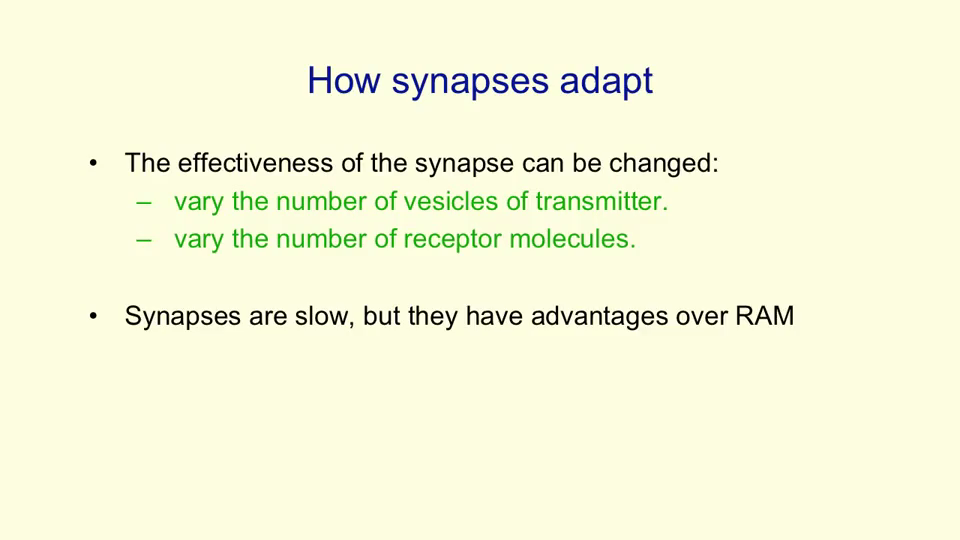 How synapses adapt
• The effectiveness of the synapse can be changed:
– vary the number of vesicles of transmitter.
– vary the number of receptor molecules.
• Synapses are slow, but they have advantages over RAM